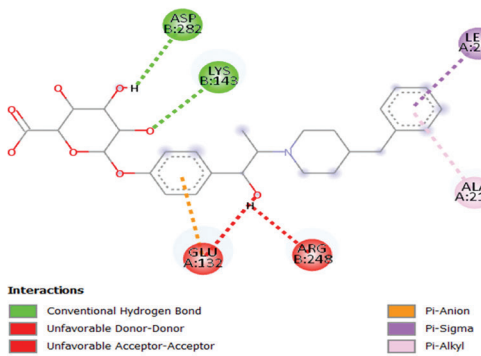 ASP
B:282
LYS
B:143
H
O
O
O
O
O
O
O
N
O
H
GLU
A:132
ARG
B:248
Interactions
Conventional Hydrogen Bond
Unfavorable Donor-Donor
Unfavorable Acceptor-Acceptor
Pi-Anion
Pi-Sigma
Pi-Alkyl